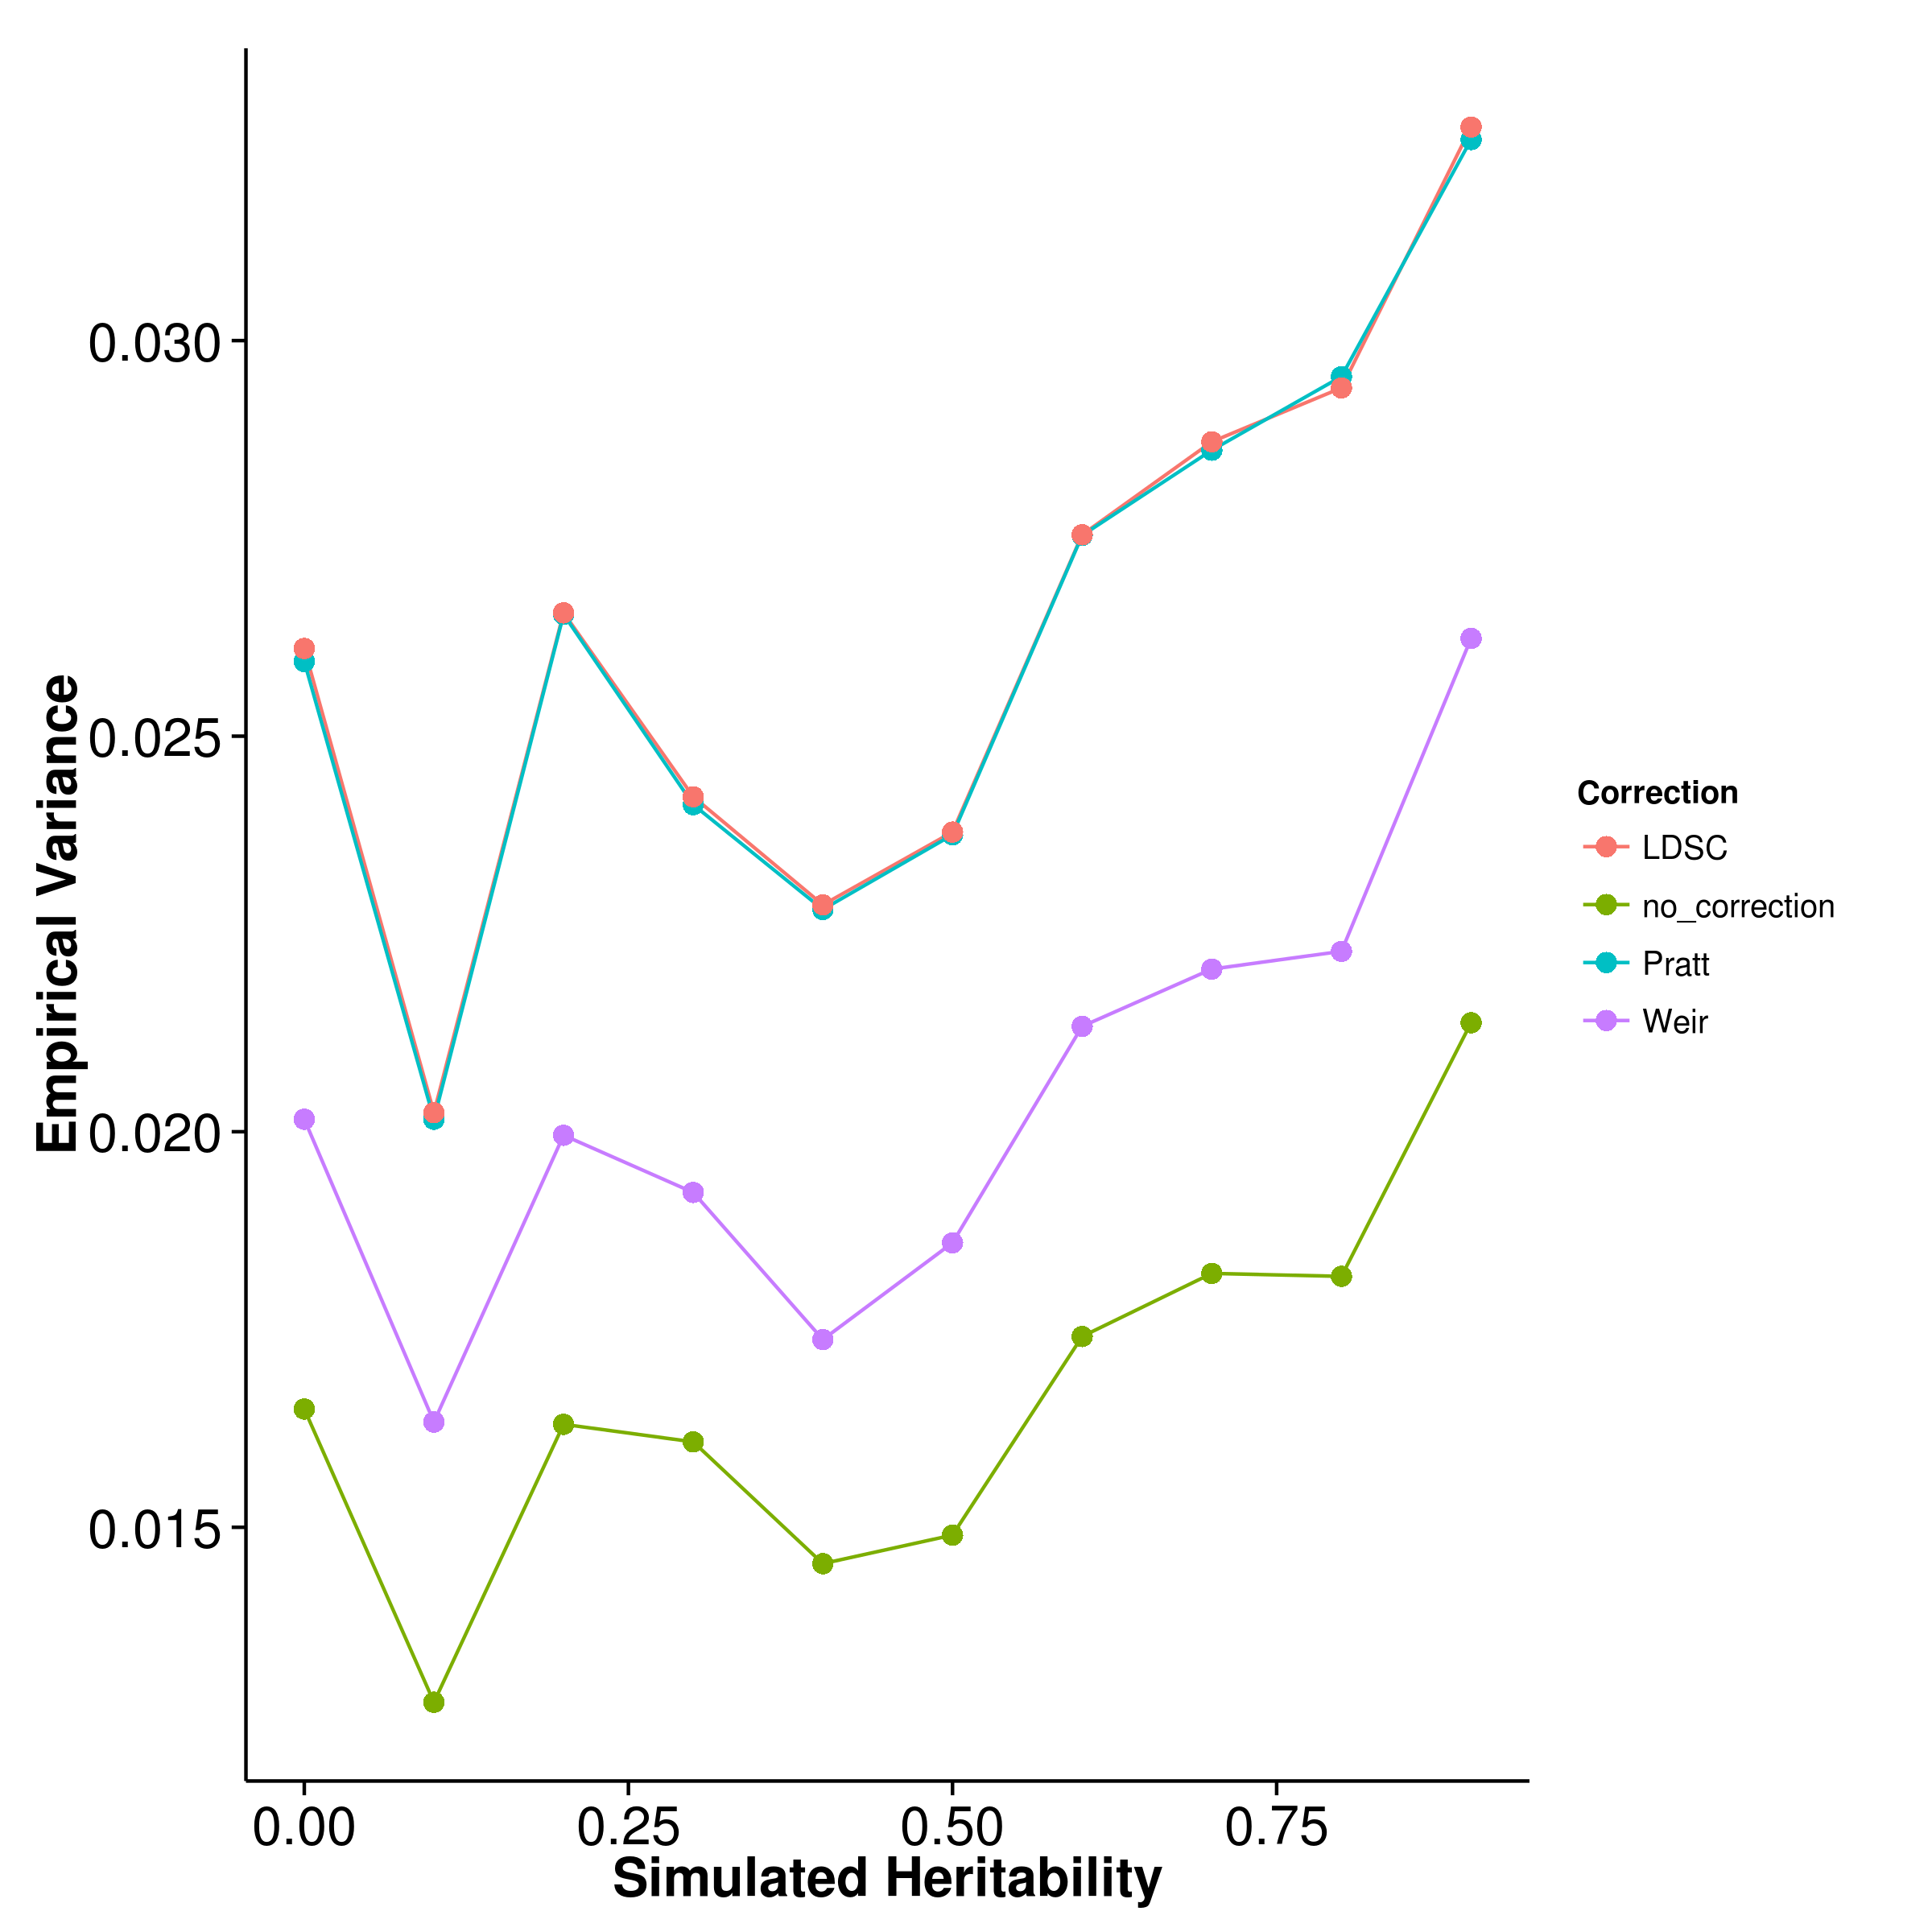 Empirical Variance
0.030
0.025
0.020
0.015
0.00 0.25 0.50 0.75
Simulated Heritability
Correction
LDSC
no_correction
Pratt
Weir